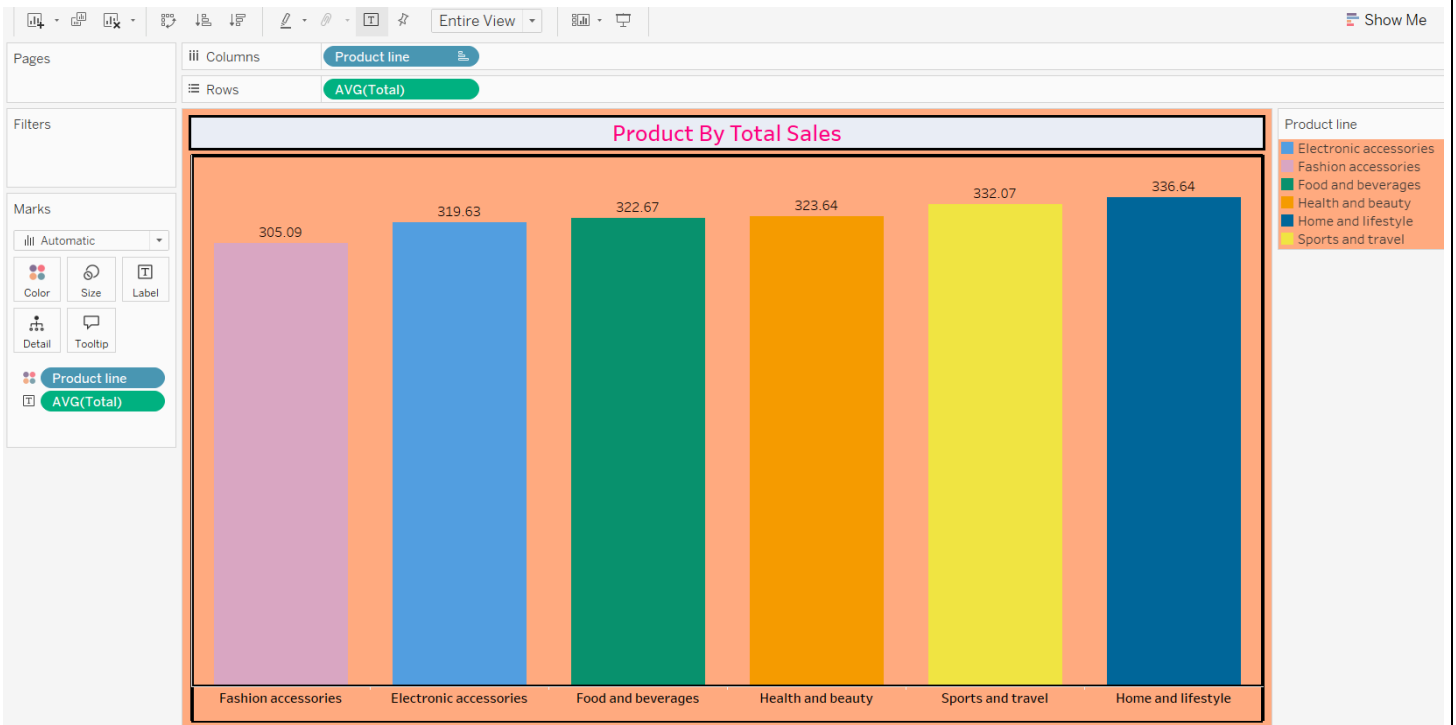 Entire View
Show Me
Pages
iii Columns
Product line
Rows
AVG(Total)
Filters
Marks
Automatic
Color
Size
T
Label
Detail
Tooltip
Product line
T
AVG(Total)
Product By Total Sales
305.09
319.63
322.67
323.64
332.07
336.64
Fashion accessories
Electronic accessories
Food and beverages
Health and beauty
Sports and travel
Home and lifestyle
Product line
Electronic accessories
Fashion accessories
Food and beverages
Health and beauty
Home and lifestyle
Sports and travel